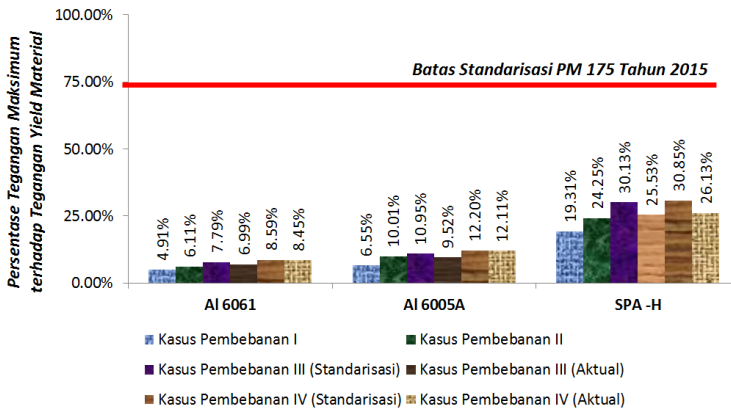 Persentase Tegangan Maksimum
terhadap Tegangan Yield Material
100.00%
75.00%
50.00%
25.00%
0.00%
Batas Standarisasi PM 175 Tahun 2015
4.91%
6.11%
7.79%
6.99%
8.59%
8.45%
6.55%
10.01%
10.95%
9.52%
12.20%
12.11%
19.31%
24.25%
30.13%
25.53%
30.85%
26.13%
Al 6061
Al 6005A
SPA -H
Kasus Pembebanan I
Kasus Pembebanan II
Kasus Pembebanan III (Standarisasi)
Kasus Pembebanan III (Aktual)
Kasus Pembebanan IV (Standarisasi)
Kasus Pembebanan IV (Aktual)